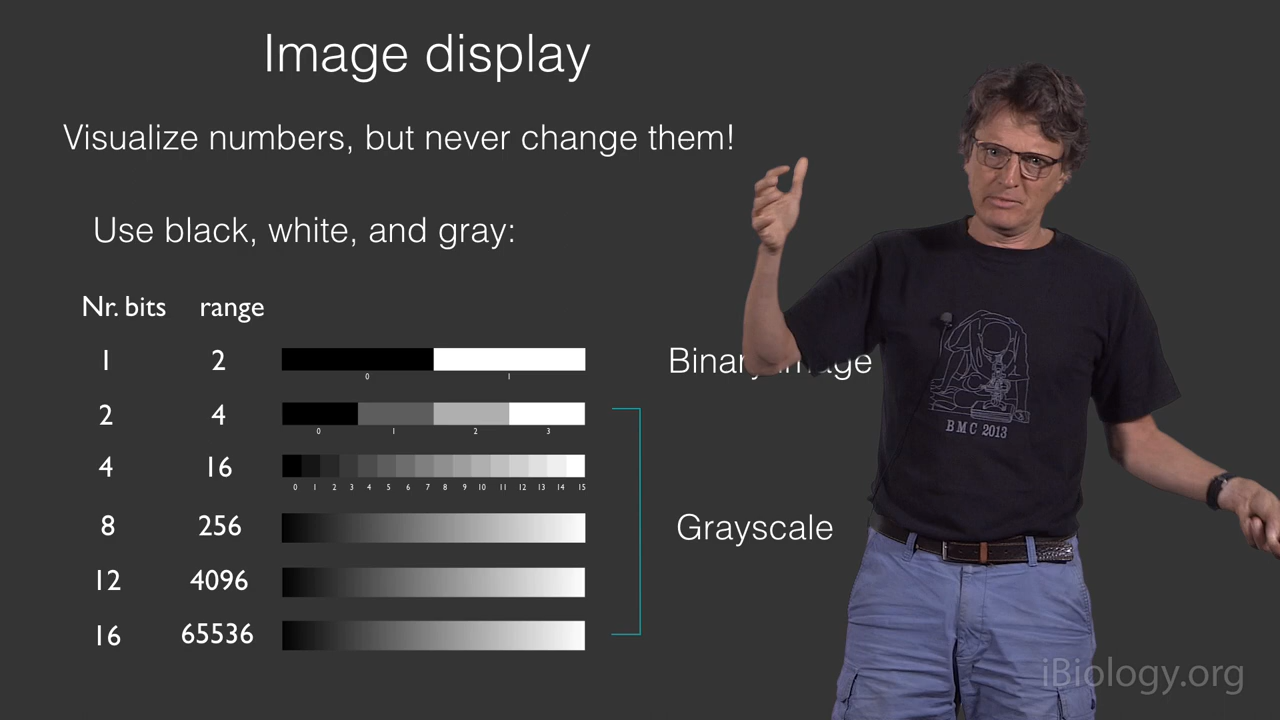 Image display
Visualize numbers, but never change them!
Use black, white, and gray:
Nr. bits range
1 2
0 1
Binary image
2 4
0 1 2 3
4 16
0 1 2 3 4 5 6 7 8 9 10 11 12 13 14 15
8 256
Grayscale
12 4096
16 65536
BMC 2013
iBiology.org